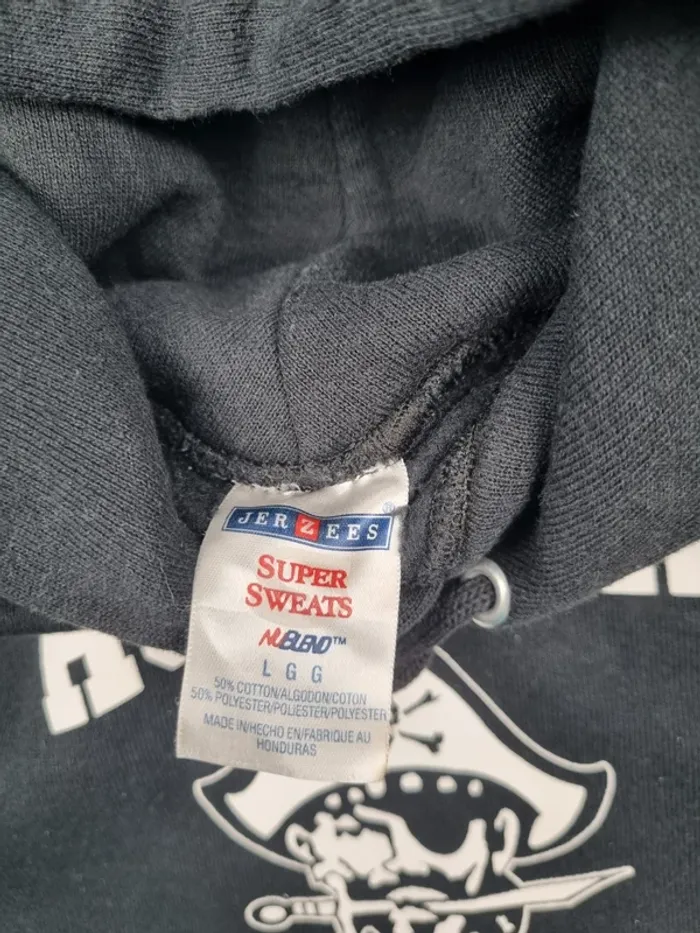 JERZEES®
SUPER
SWEATS
NUBLEND™
L G G
50% COTTON/ALGODON/COTON
50% POLYESTER/POLIESTER/POLYESTER
MADE IN/HECHO EN/FABRIQUE AU
HONDURAS